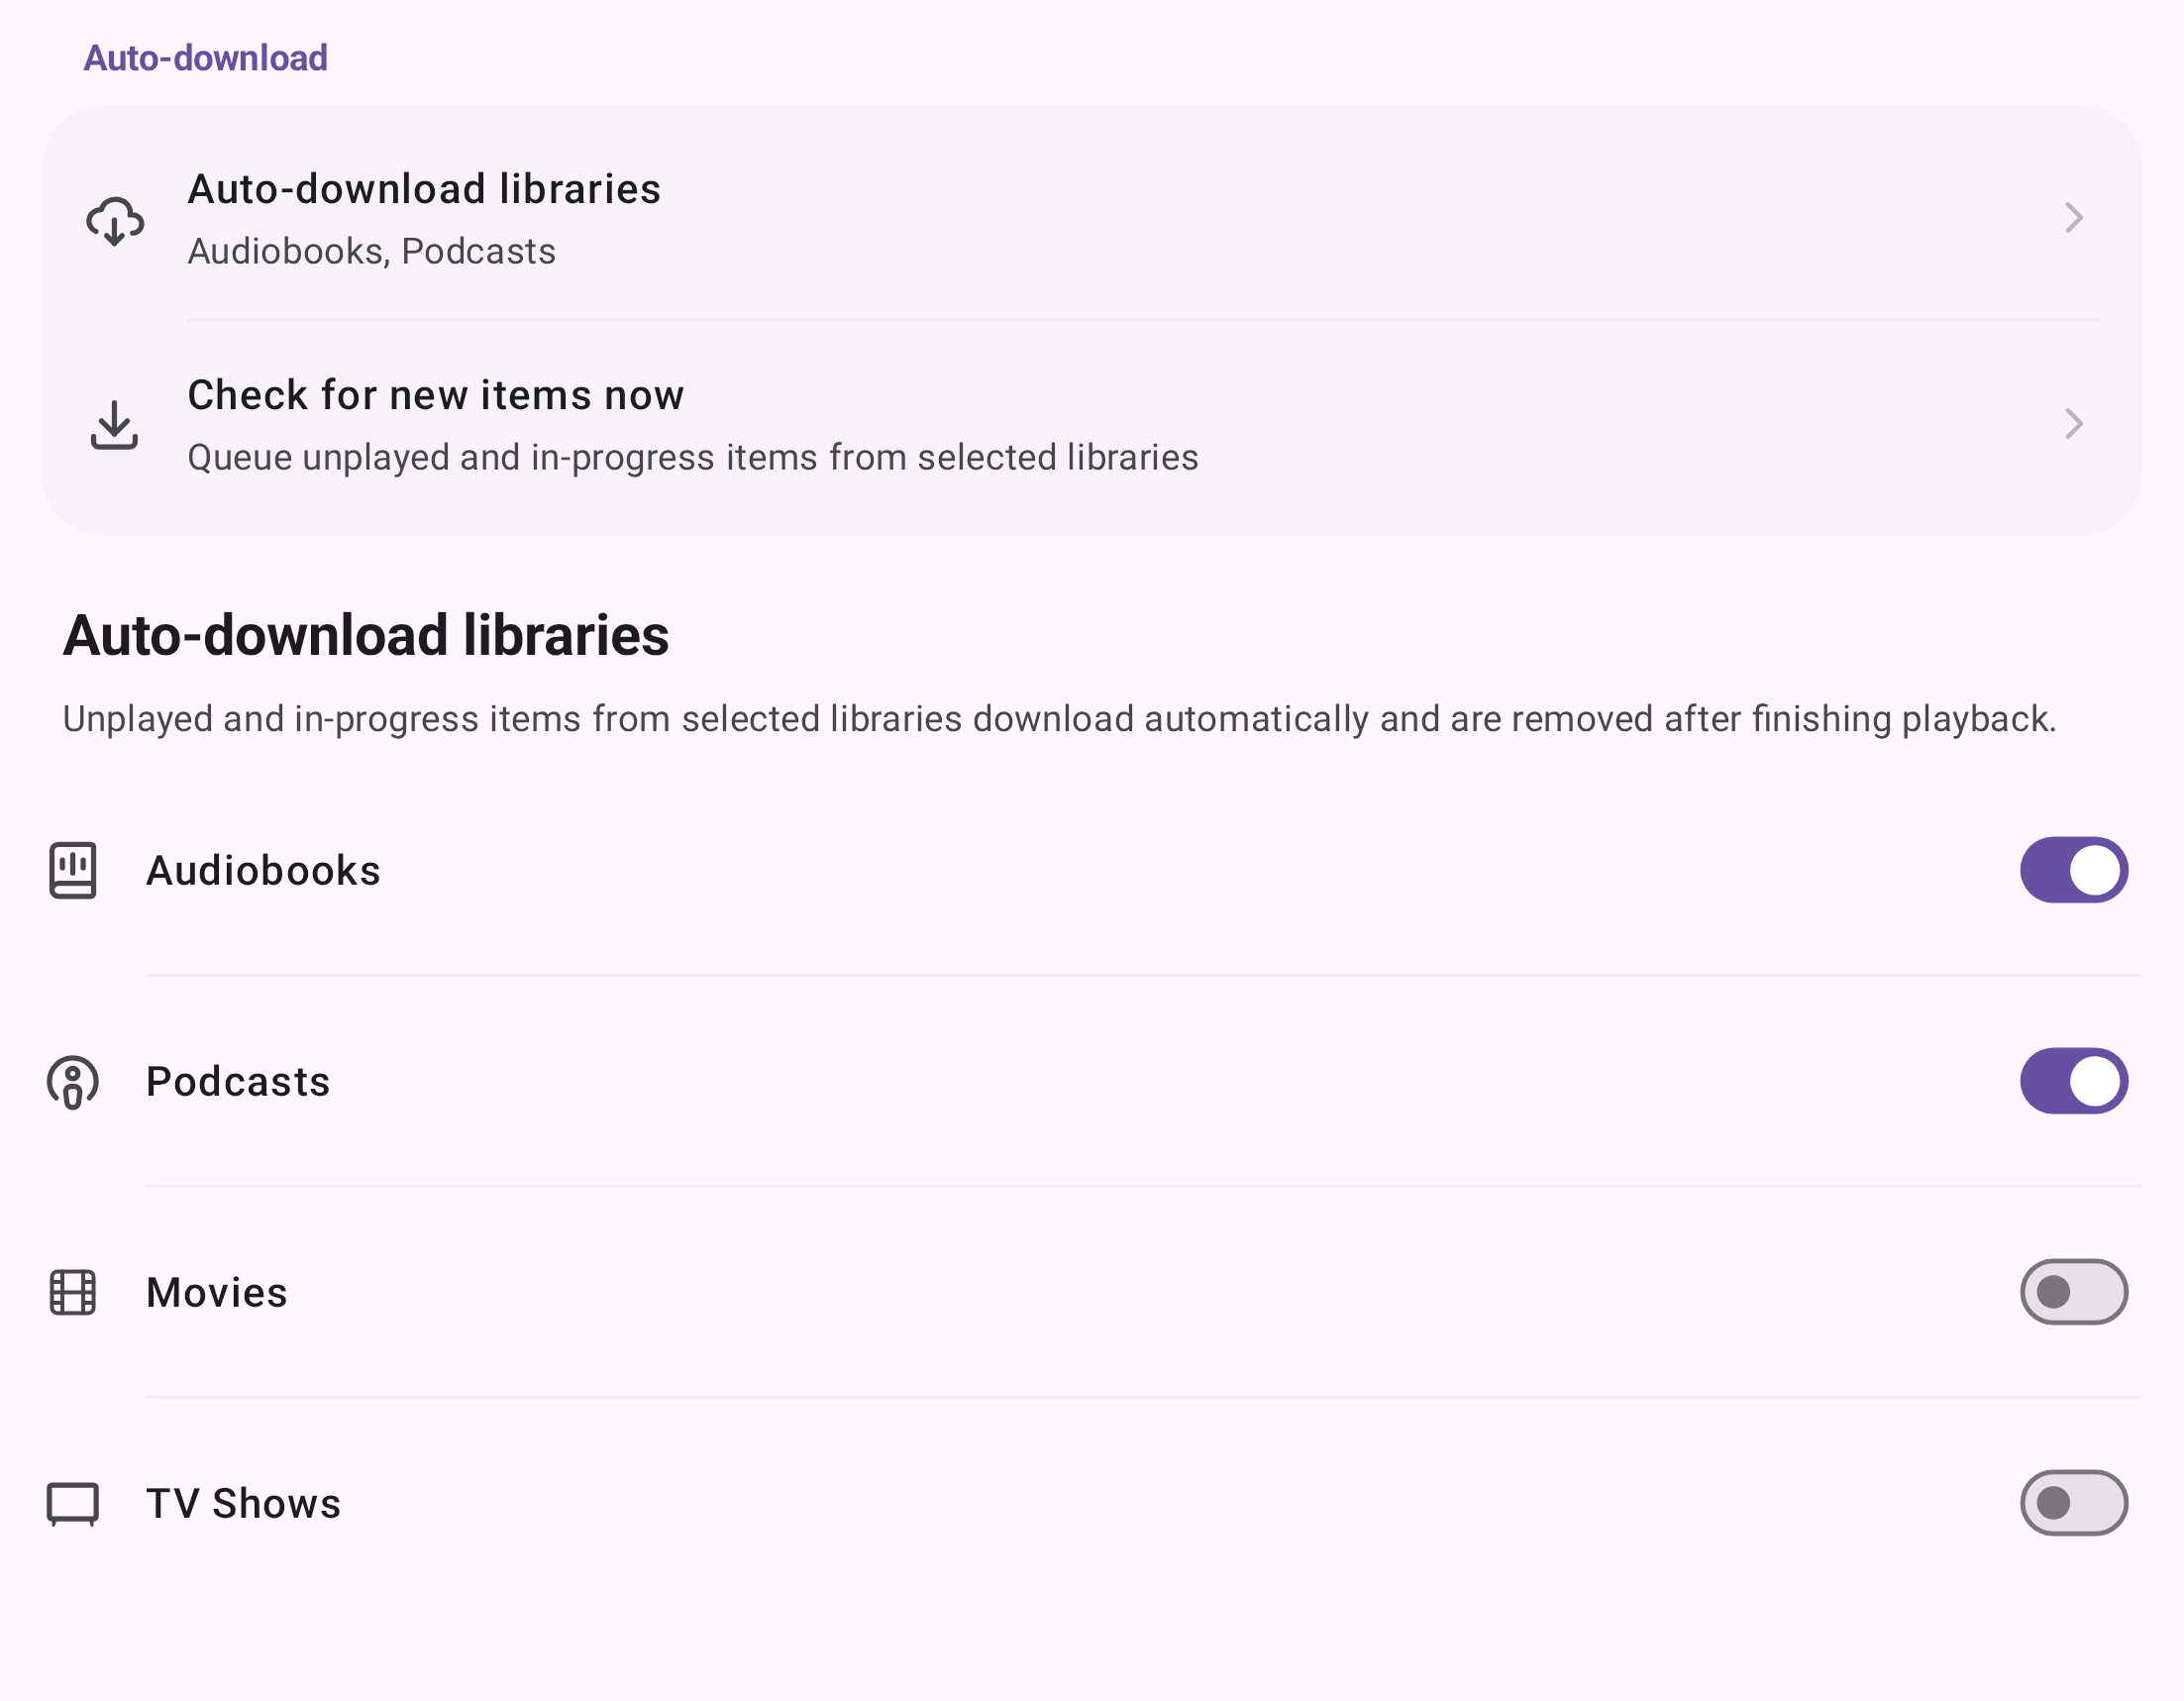 Auto-download
Auto-download libraries
Audiobooks, Podcasts
Check for new items now
Queue unplayed and in-progress items from selected libraries
Auto-download libraries
Unplayed and in-progress items from selected libraries download automatically and are removed after finishing playback.
Audiobooks
Podcasts
Movies
TV Shows